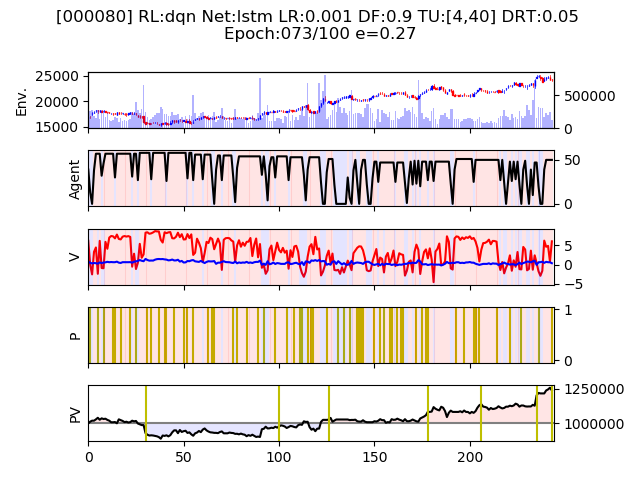 [000080] RL:dqn Net:lstm LR:0.001 DF:0.9 TU:[4,40] DRT:0.05
Epoch:073/100 e=0.27
Env.
25000
20000
15000
500000
0
Agent
50
0
V
5
0
−5
P
1
0
PV
1250000
1000000
0
50
100
150
200